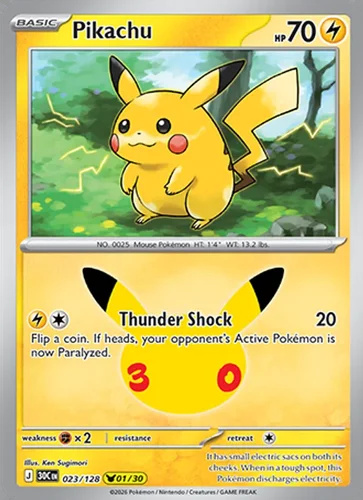 BASIC Pikachu HP 70
NO. 0025 Mouse Pokémon HT: 1'4" WT: 13.2 lbs.
Thunder Shock 20
Flip a coin. If heads, your opponent's Active Pokémon is
now Paralyzed.
3 0
weakness ×2 resistance retreat
Illus. Ken Sugimori
J 30C EN 023/128 01/30
It has small electric sacs on both its
cheeks. When in a tough spot, this
Pokémon discharges electricity.
©2026 Pokémon / Nintendo / Creatures / GAME FREAK